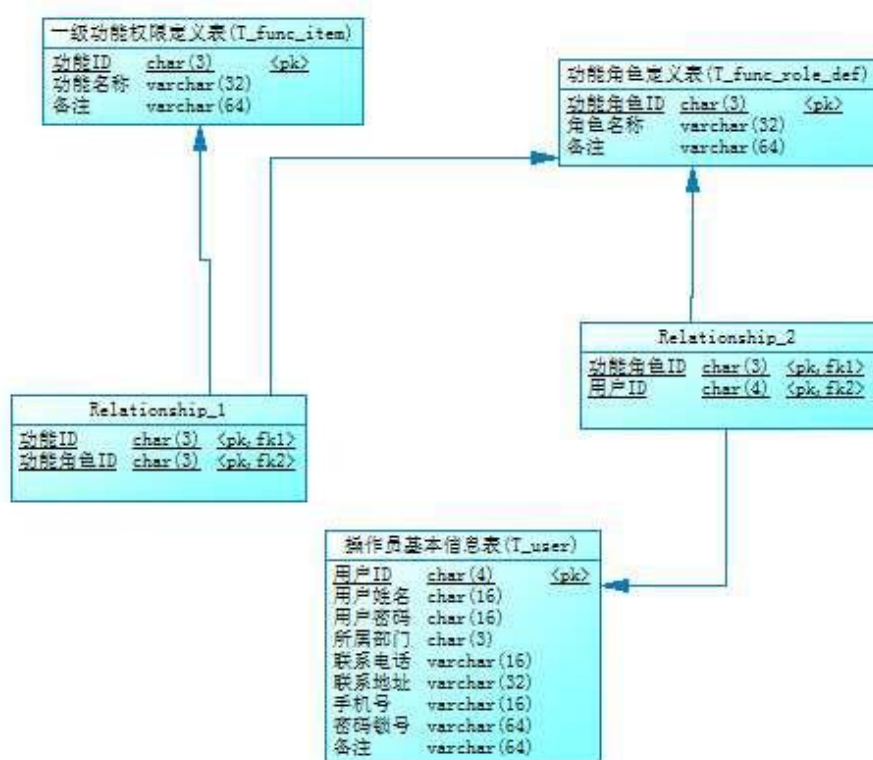 一级功能权限定义表(T_func_item)
功能ID char(3) <pk>
功能名称 varchar(32)
备注 varchar(64)
功能角色定义表(T_func_role_def)
功能角色ID char(3) <pk>
角色名称 varchar(32)
备注 varchar(64)
Relationship_2
功能角色ID char(3) <pk,fk1>
用户ID char(4) <pk,fk2>
Relationship_1
功能ID char(3) <pk,fk1>
功能角色ID char(3) <pk,fk2>
操作员基本信息表(T_user)
用户ID char(4) <pk>
用户姓名 char(16)
用户密码 char(16)
所属部门 char(3)
联系电话 varchar(16)
联系地址 varchar(32)
手机号 varchar(16)
密码锁号 varchar(64)
备注 varchar(64)